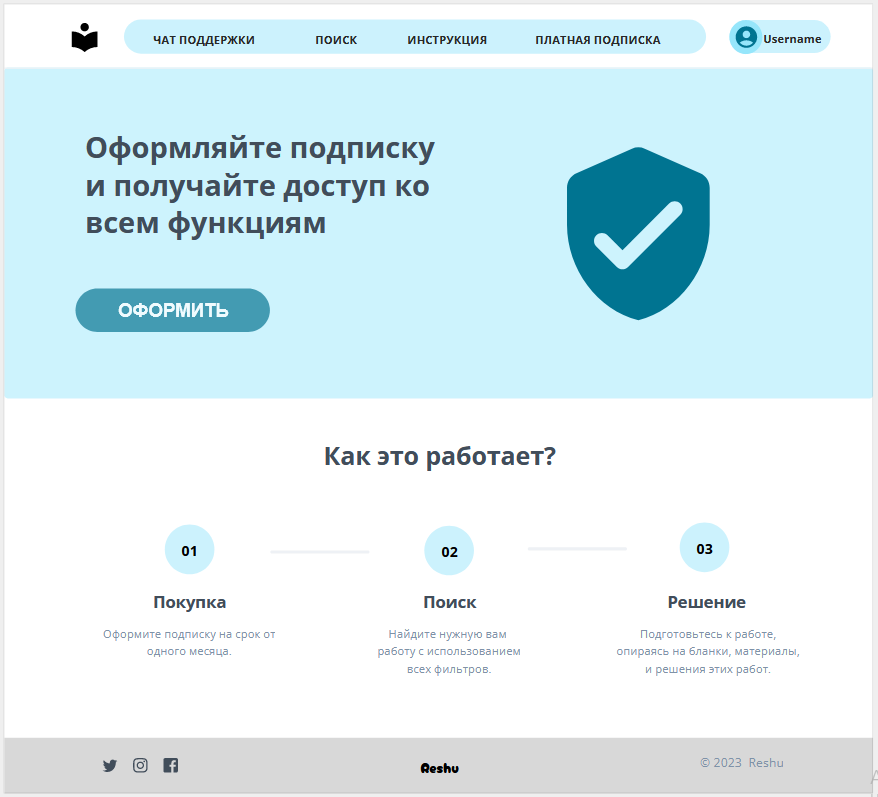 ЧАТ ПОДДЕРЖКИ ПОИСК ИНСТРУКЦИЯ ПЛАТНАЯ ПОДПИСКА Username
Оформляйте подписку
и получайте доступ ко
всем функциям
ОФОРМИТЬ
Как это работает?
01 02 03
Покупка Поиск Решение
Оформите подписку на срок от
одного месяца.
Найдите нужную вам
работу с использованием
всех фильтров.
Подготовьтесь к работе,
опираясь на бланки, материалы,
и решения этих работ.
Reshu
© 2023 Reshu